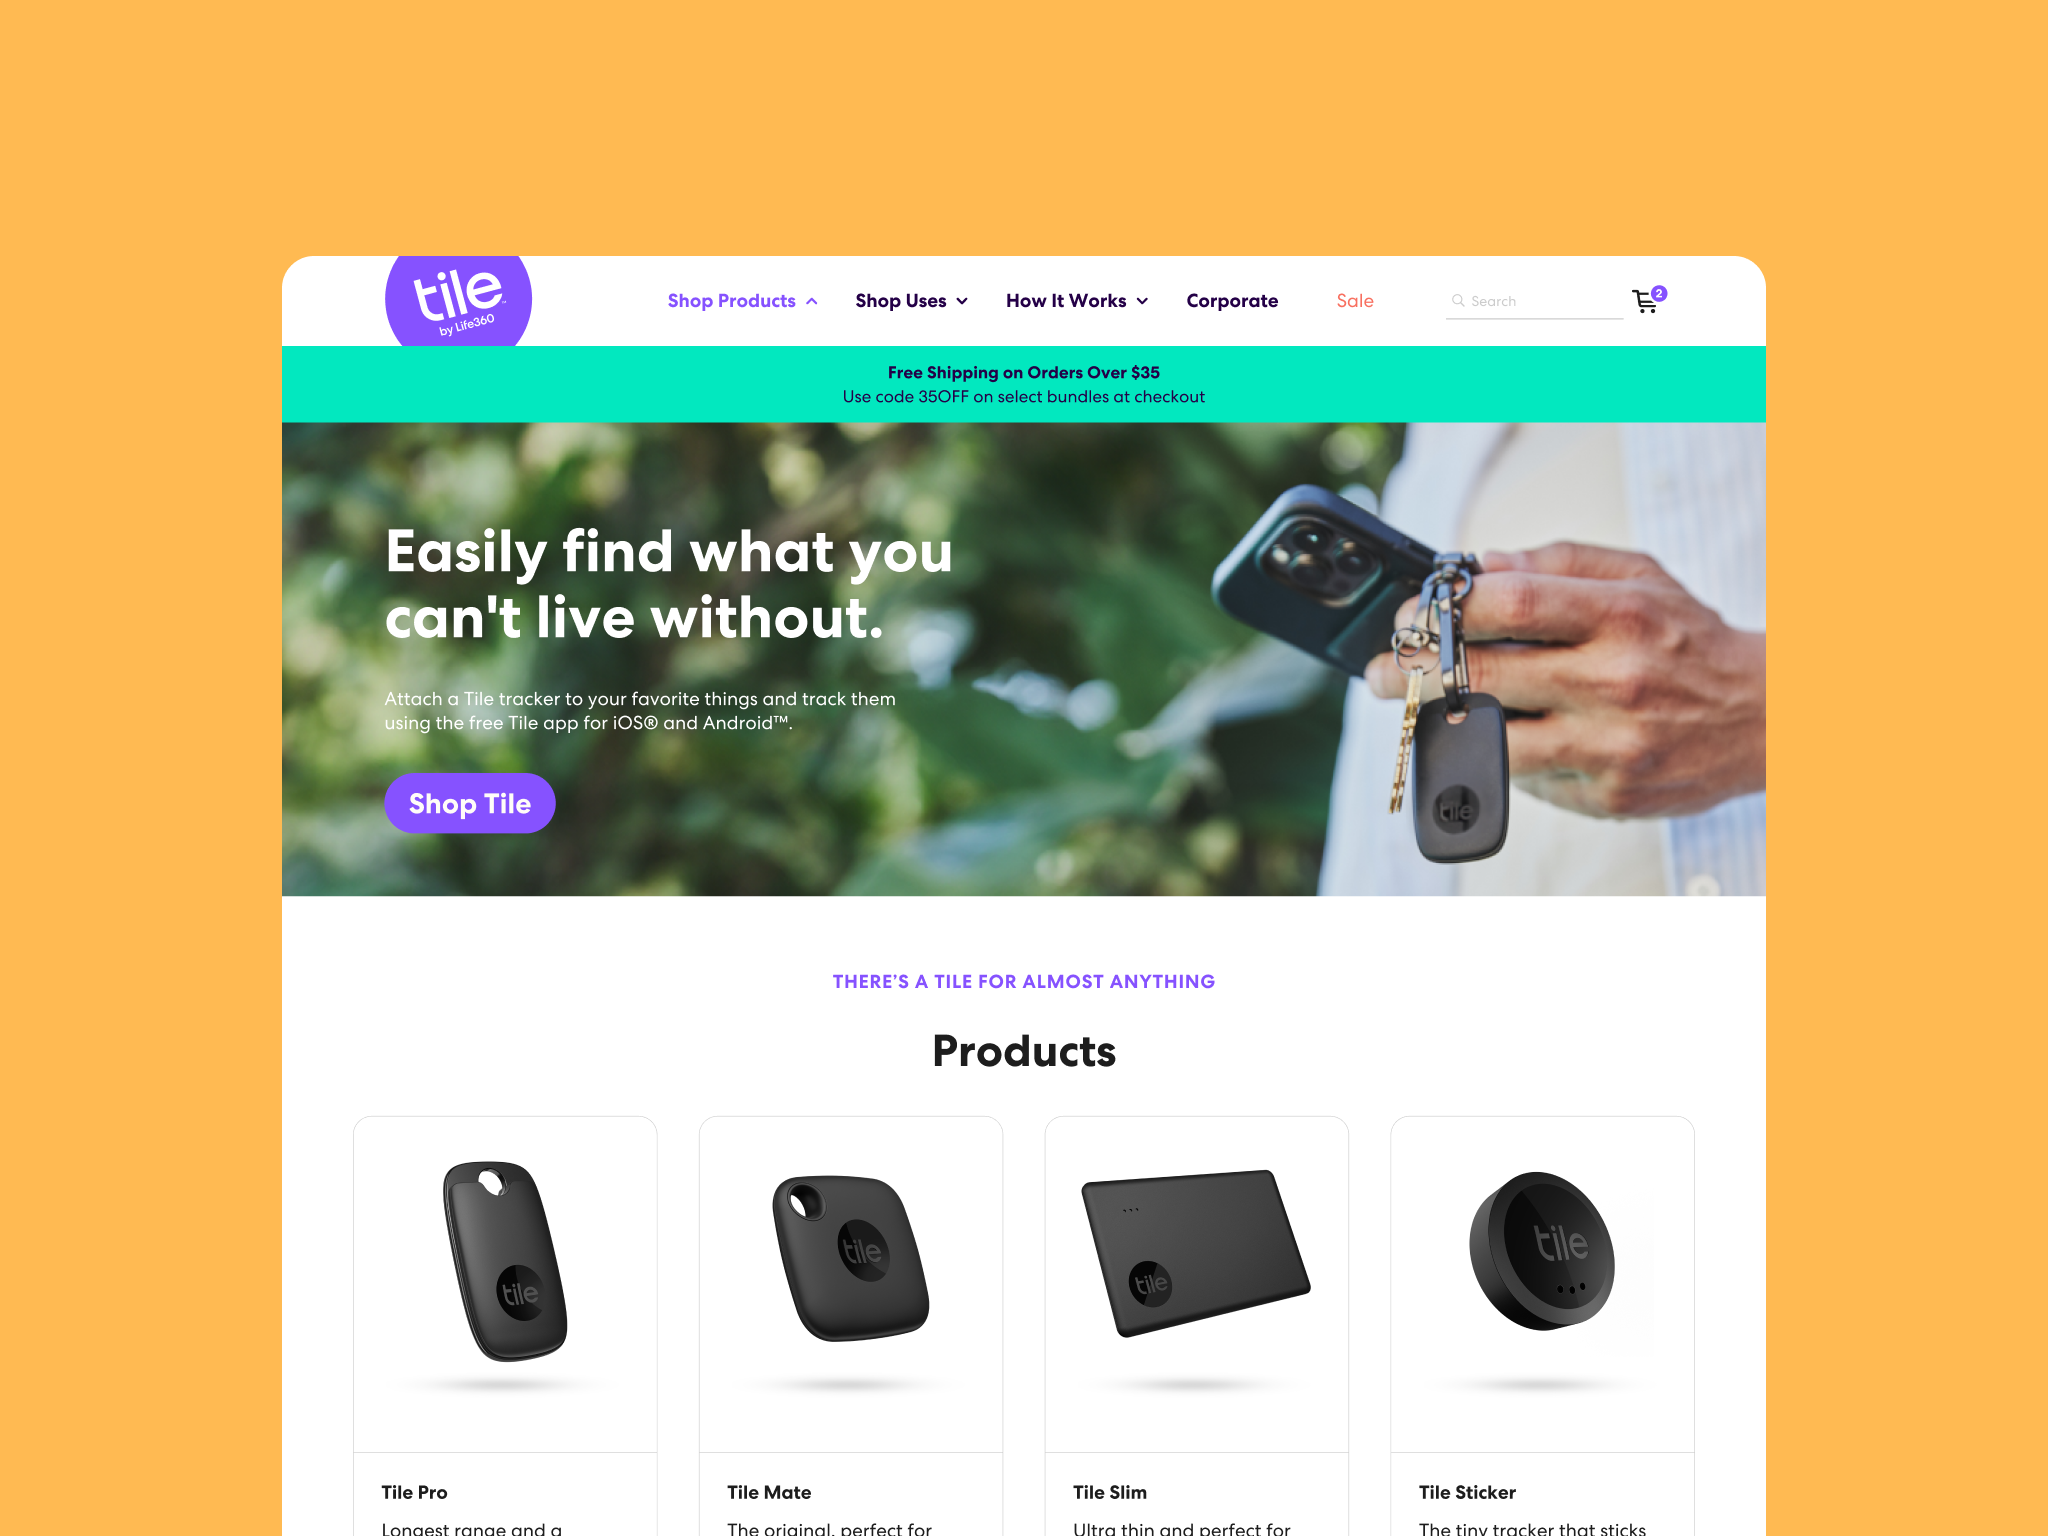 tile™
by Life360
Shop Products
Shop Uses
How It Works
Corporate
Sale
Search
2
Free Shipping on Orders Over $35
Use code 35OFF on select bundles at checkout
Easily find what you
can't live without.
Attach a Tile tracker to your favorite things and track them
using the free Tile app for iOS® and Android™.
Shop Tile
tile
THERE’S A TILE FOR ALMOST ANYTHING
Products
tile
tile
tile
tile
Tile Pro
Tile Mate
Tile Slim
Tile Sticker
Longest range and a
The original, perfect for
Ultra thin and perfect for
The tiny tracker that sticks